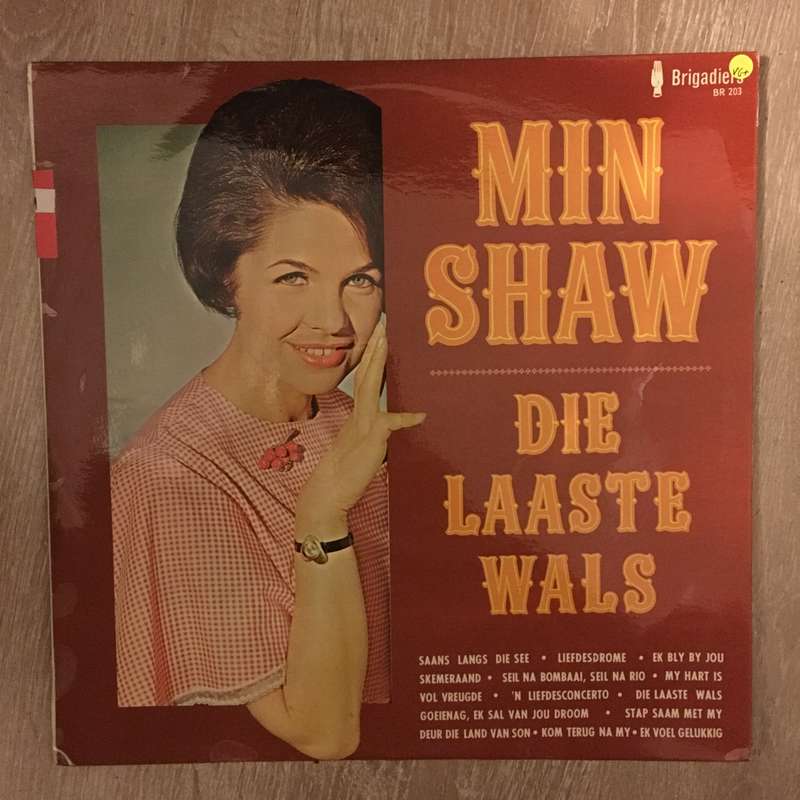 Brigadiers
VG+
BR 203
MIN
SHAW
DIE
LAASTE
WALS
SAANS LANGS DIE SEE • LIEFDESDROME • EK BLY BY JOU
SKEMERAAND • SEIL NA BOMBAAI, SEIL NA RIO • MY HART IS
VOL VREUGDE • 'N LIEFDESCONCERTO • DIE LAASTE WALS
GOEIENAG, EK SAL VAN JOU DROOM • STAP SAAM MET MY
DEUR DIE LAND VAN SON • KOM TERUG NA MY • EK VOEL GELUKKIG